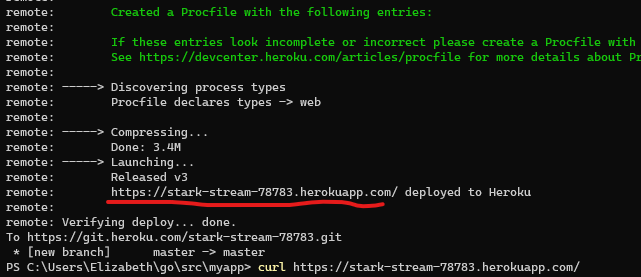 remote:
remote:        Created a Procfile with the following entries:
remote:
remote:        If these entries look incomplete or incorrect please create a Procfile with
remote:        See https://devcenter.heroku.com/articles/procfile for more details about Pr
remote:
remote: -----> Discovering process types
remote:        Procfile declares types -> web
remote:
remote: -----> Compressing...
remote:        Done: 3.4M
remote: -----> Launching...
remote:        Released v3
remote:        https://stark-stream-78783.herokuapp.com/ deployed to Heroku
remote:
remote: Verifying deploy... done.
To https://git.heroku.com/stark-stream-78783.git
 * [new branch]      master -> master
PS C:\Users\Elizabeth\go\src\myapp> curl https://stark-stream-78783.herokuapp.com/